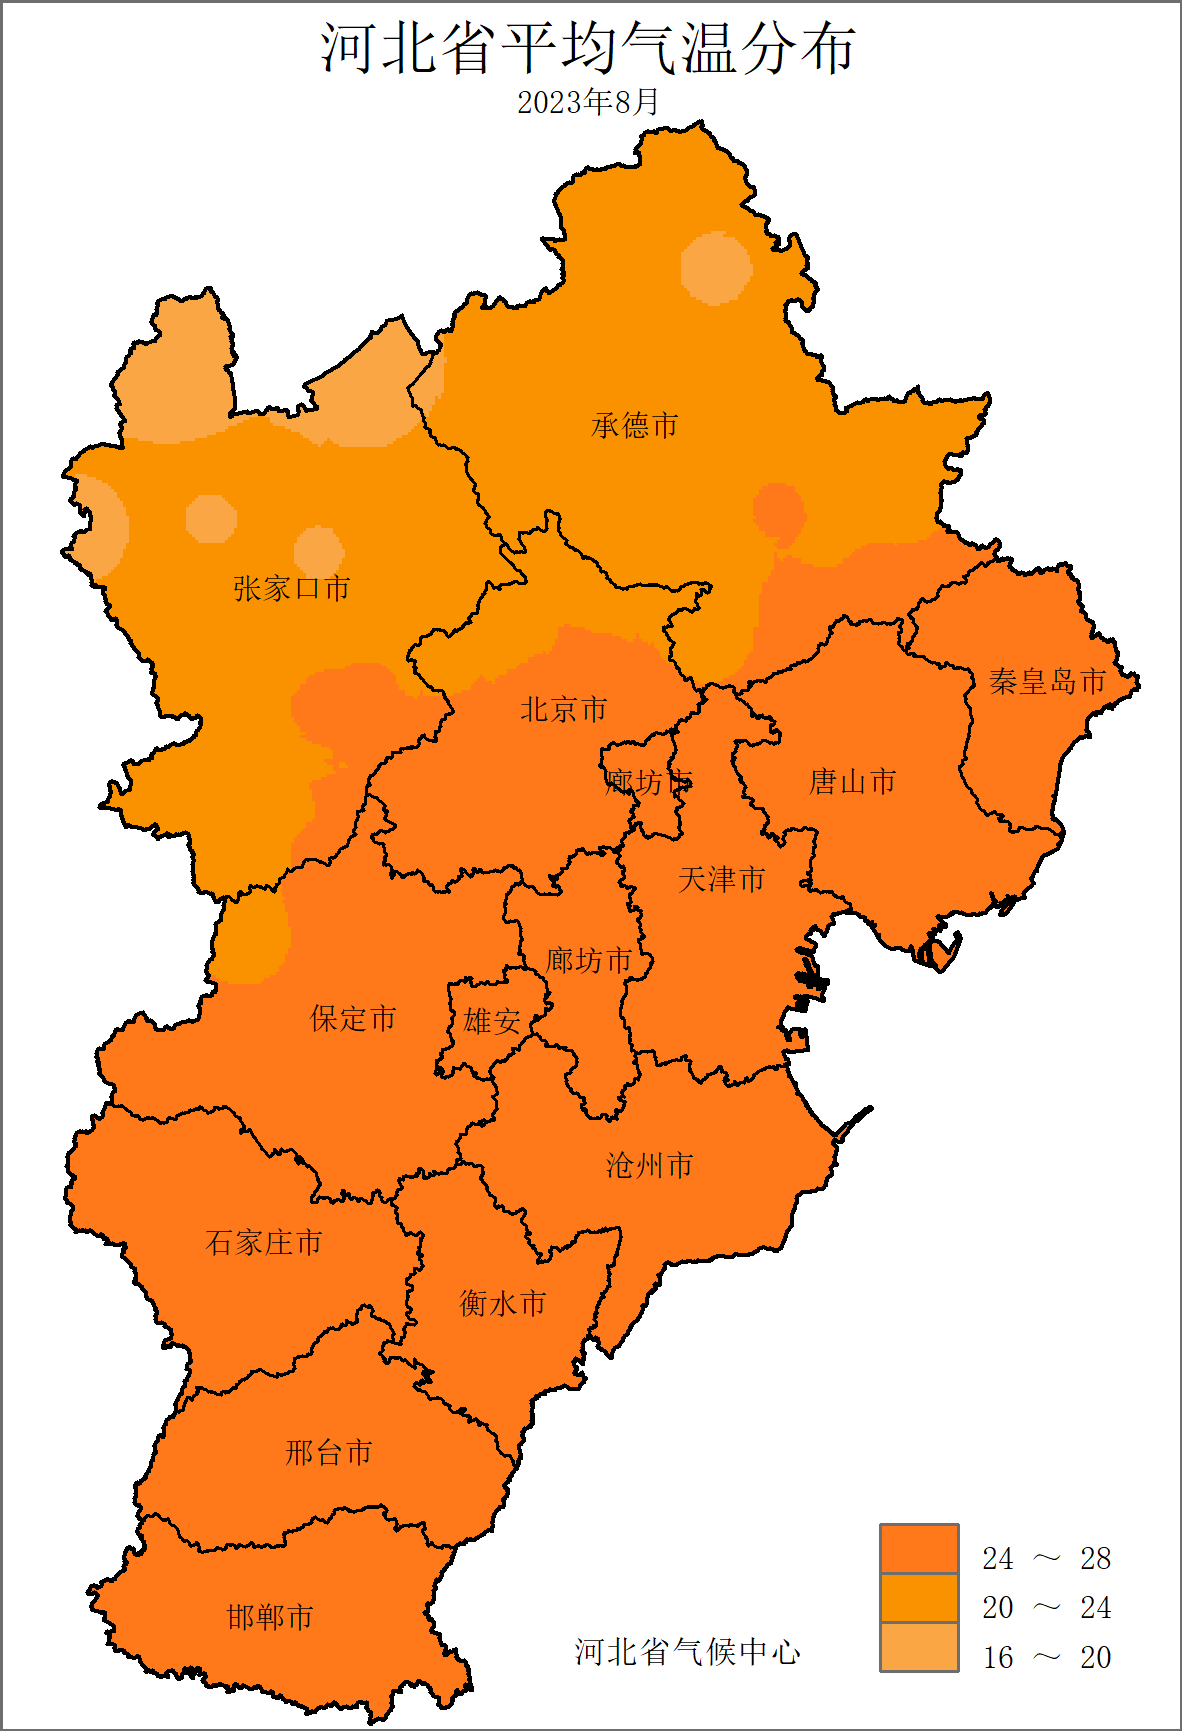 河北省平均气温分布
2023年8月
承德市
张家口市
秦皇岛市
北京市
廊坊市
唐山市
天津市
廊坊市
保定市
雄安
沧州市
石家庄市
衡水市
邢台市
邯郸市
24 ～ 28
20 ～ 24
16 ～ 20
河北省气候中心